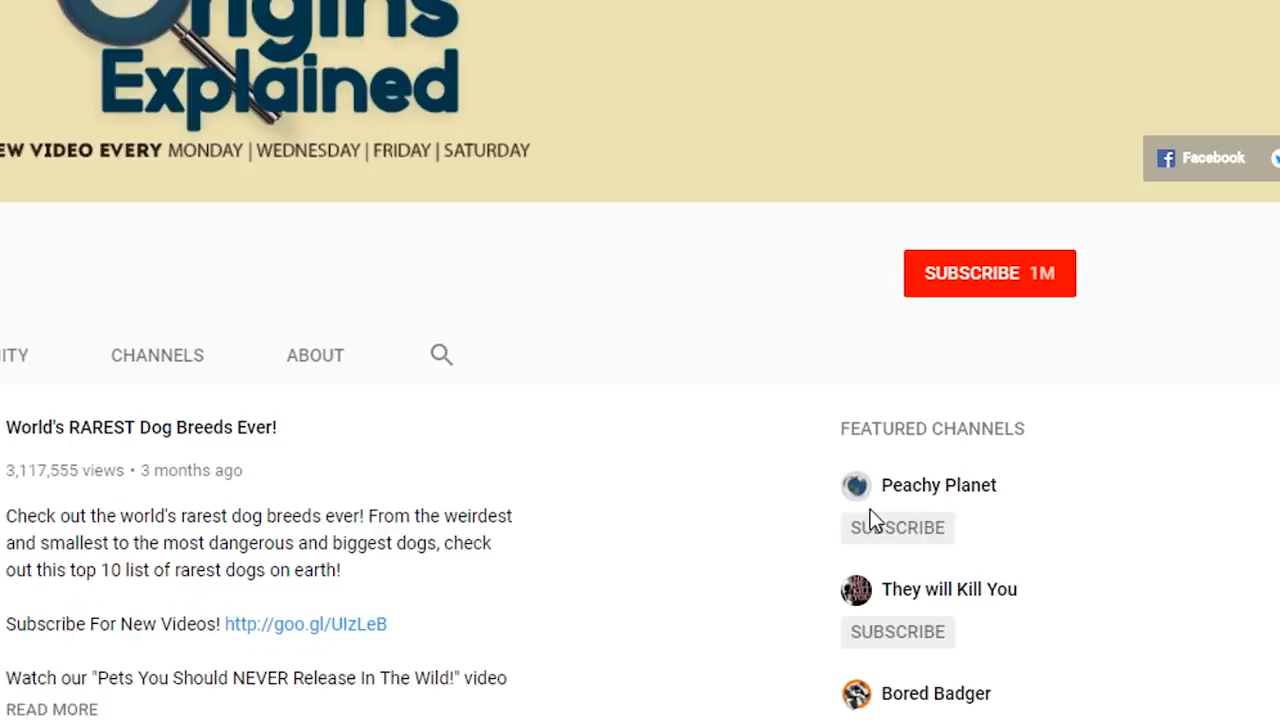 Origins
Explained
EW VIDEO EVERY MONDAY | WEDNESDAY | FRIDAY | SATURDAY
Facebook
SUBSCRIBE 1M
ITY
CHANNELS
ABOUT
World's RAREST Dog Breeds Ever!
3,117,555 views • 3 months ago
Check out the world's rarest dog breeds ever! From the weirdest
and smallest to the most dangerous and biggest dogs, check
out this top 10 list of rarest dogs on earth!
Subscribe For New Videos! http://goo.gl/UIzLeB
Watch our "Pets You Should NEVER Release In The Wild!" video
READ MORE
FEATURED CHANNELS
Peachy Planet
SUBSCRIBE
They will Kill You
SUBSCRIBE
Bored Badger